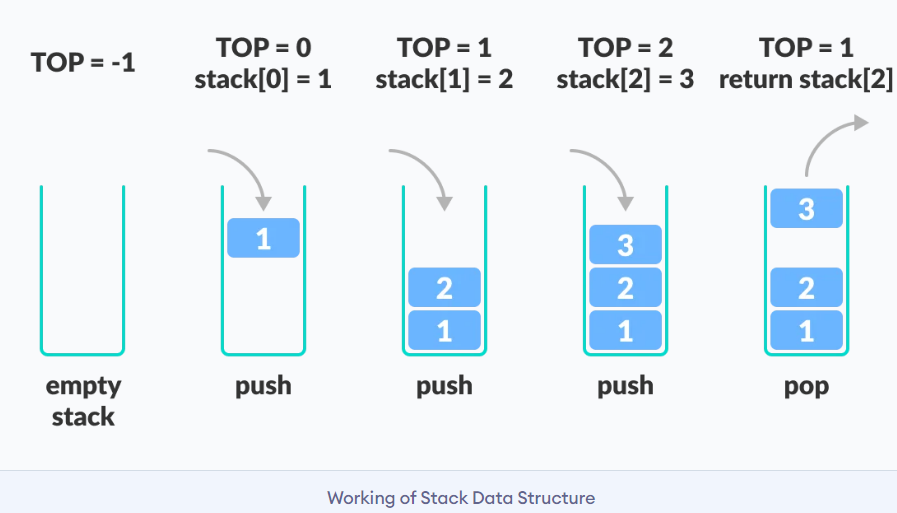 TOP = -1
TOP = 0
stack[0] = 1
TOP = 1
stack[1] = 2
TOP = 2
stack[2] = 3
TOP = 1
return stack[2]
1
2
1
3
2
1
3
2
1
empty
stack
push
push
push
pop
Working of Stack Data Structure